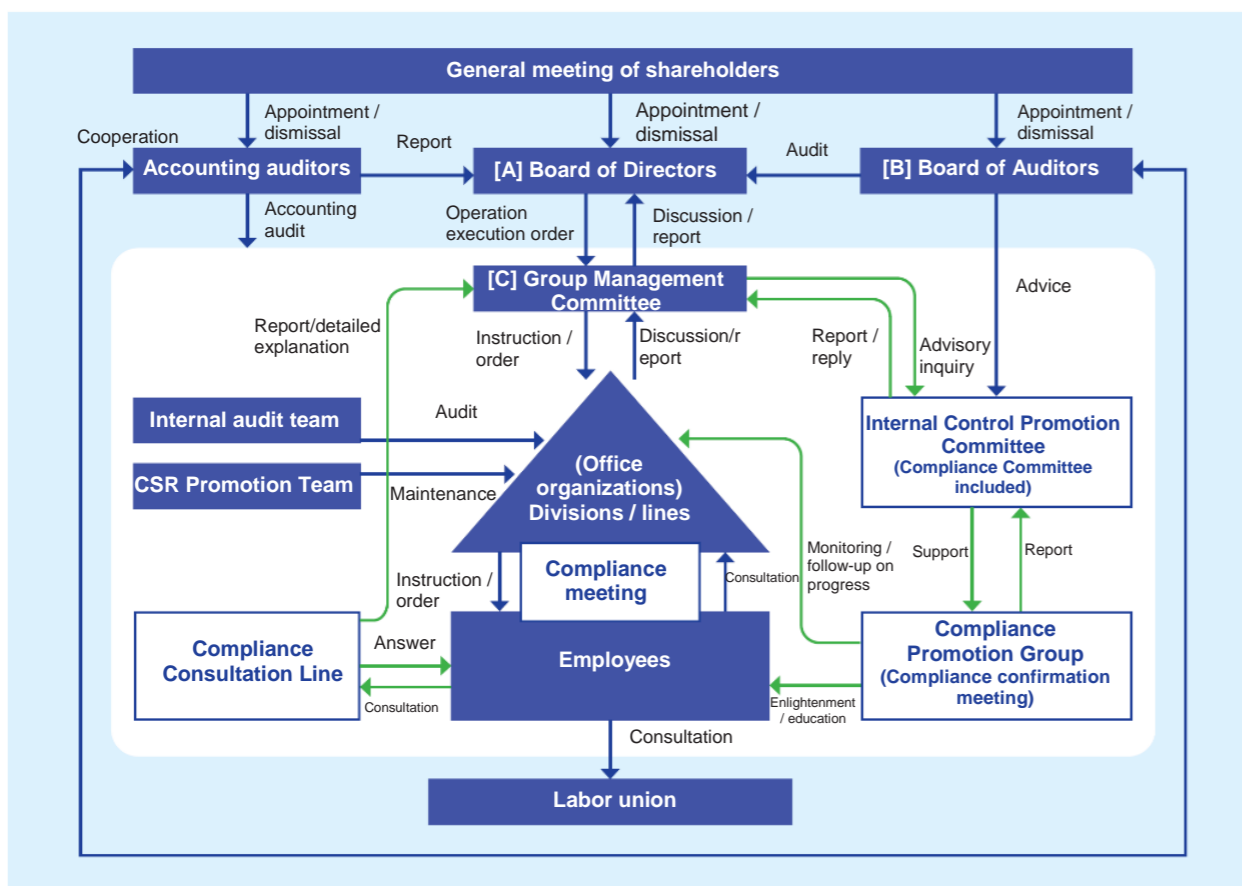 General meeting of shareholders
Cooperation
Appointment /
dismissal
Appointment /
dismissal
Appointment /
dismissal
Report
Audit
Accounting auditors
[A] Board of Directors
[B] Board of Auditors
Accounting
audit
Operation
execution order
Discussion /
report
[C] Group Management
Committee
Advice
Report/detailed
explanation
Instruction /
order
Discussion/r
eport
Report /
reply
Advisory
inquiry
Internal audit team
Audit
CSR Promotion Team
Maintenance
(Office
organizations)
Divisions / lines
Internal Control Promotion
Committee
(Compliance Committee
included)
Instruction /
order
Compliance
meeting
Consultation
Monitoring /
follow-up on
progress
Support
Report
Compliance
Consultation Line
Answer
Consultation
Employees
Enlightenment
/ education
Compliance
Promotion Group
(Compliance confirmation
meeting)
Consultation
Labor union